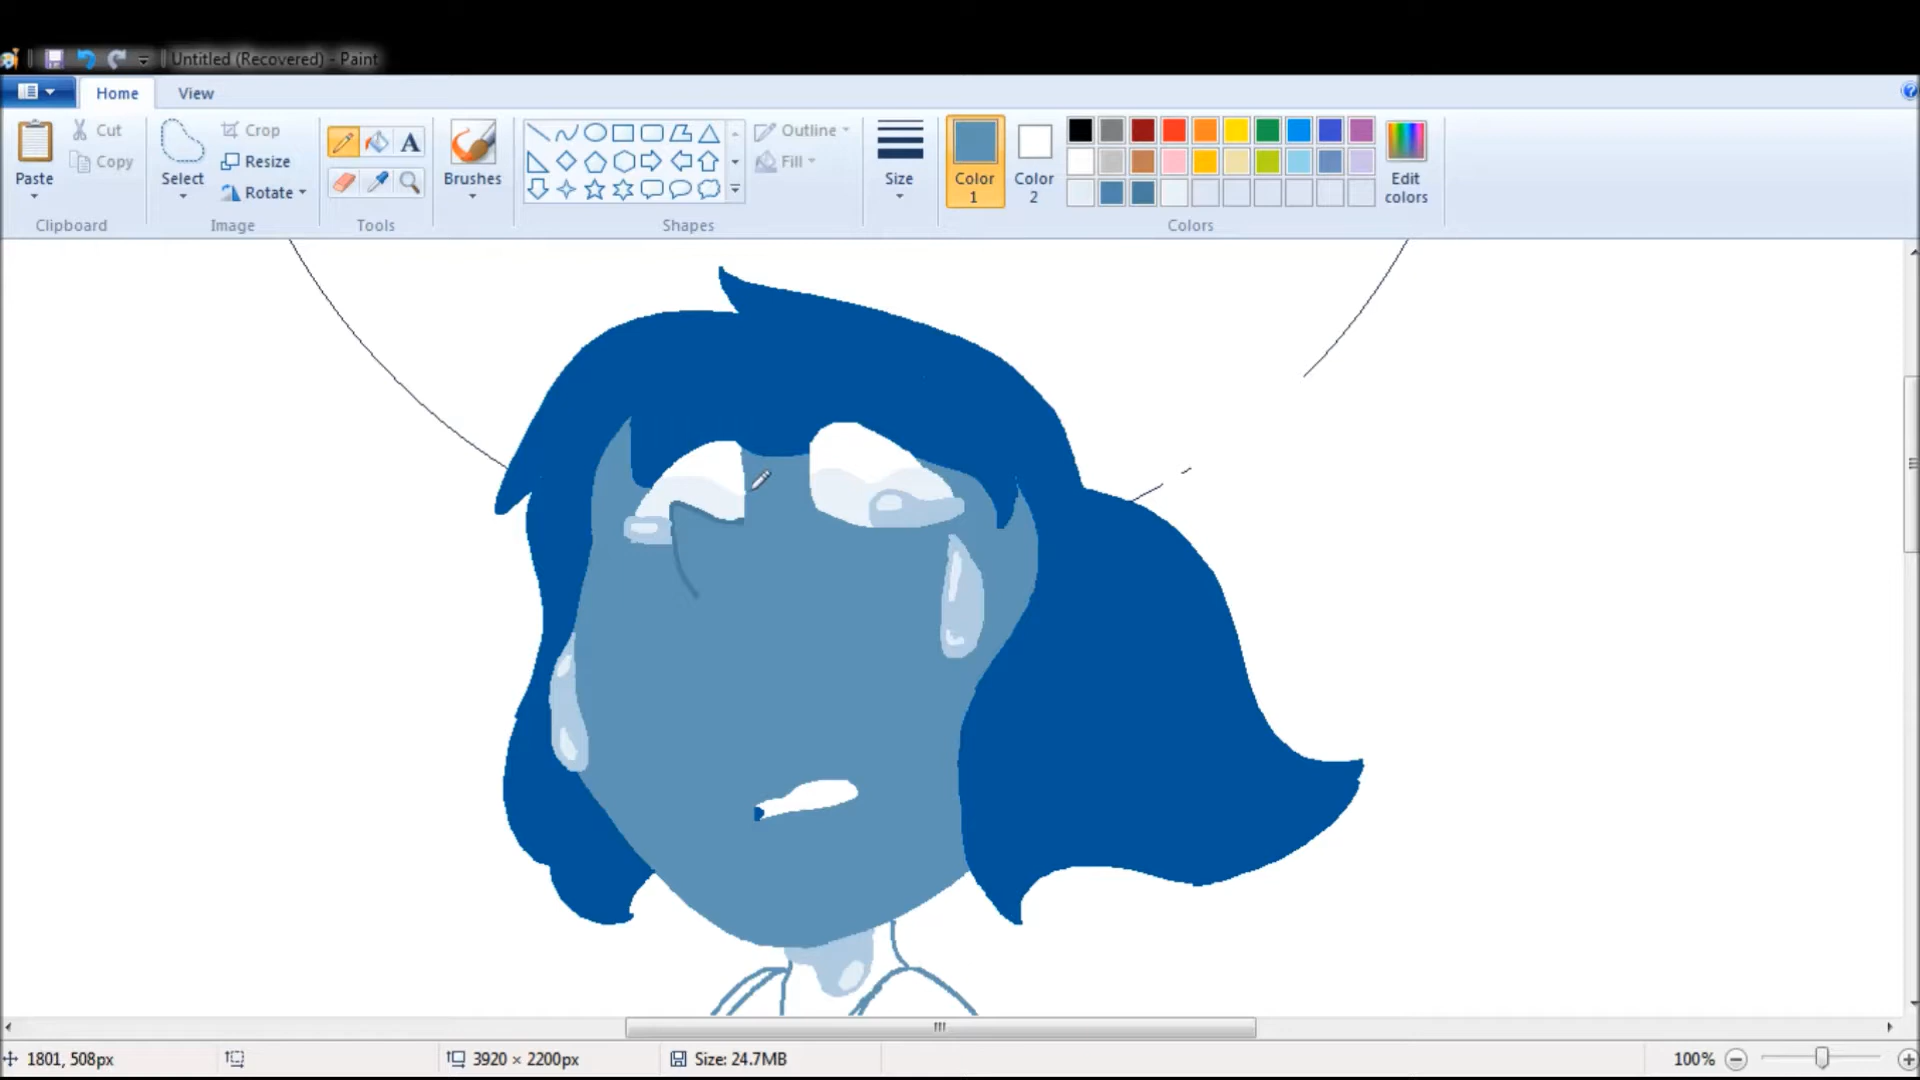 Untitled (Recovered) - Paint
Home View
Paste
Cut
Copy
Clipboard
Select
Crop
Resize
Rotate
Image
A
Tools
Brushes
Shapes
Outline
Fill
Size
Color
1
Color
2
Edit
colors
Colors
1801, 508px
3920 × 2200px
Size: 24.7MB
100%